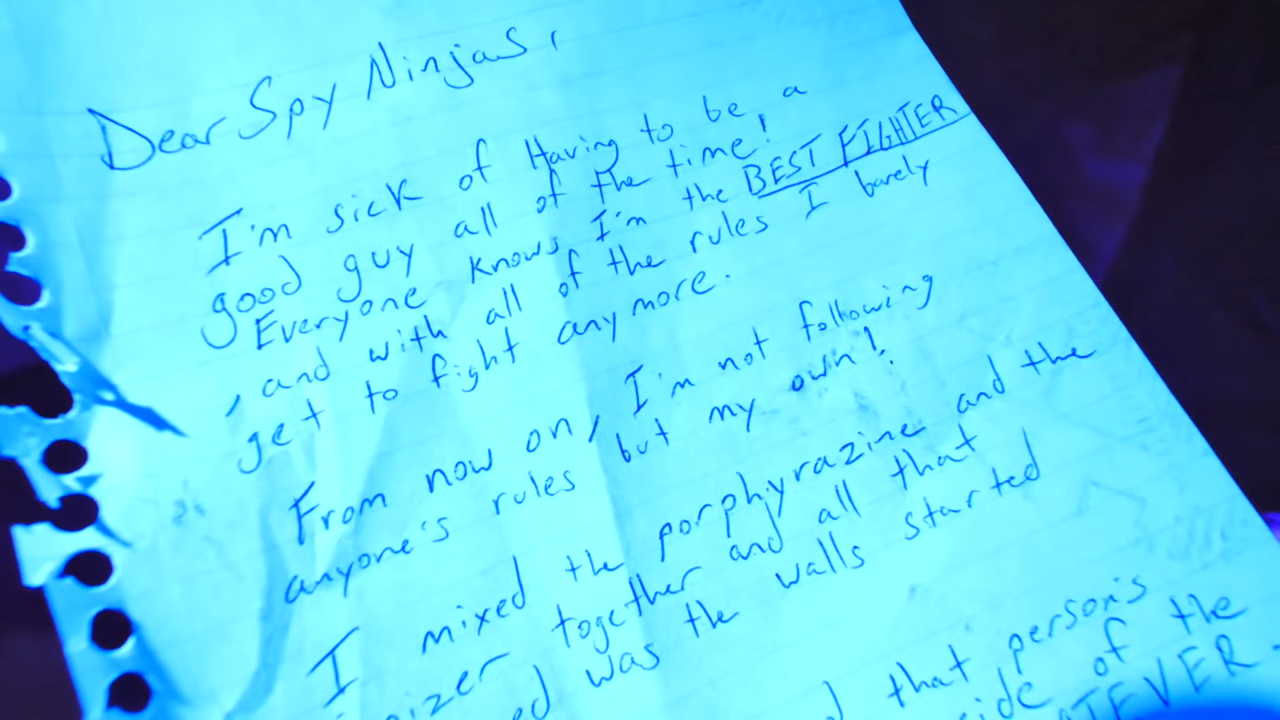 Dear Spy Ninjas,
I'm sick of Having to be a
good guy all of the time!
Everyone knows I'm the BEST FIGHTER
, and with all of the rules I barely
get to fight anymore.
From now on, I'm not following
anyone's rules but my own!
I mixed the porphyrazine and the
together and all that
was the walls started
that person's
of the